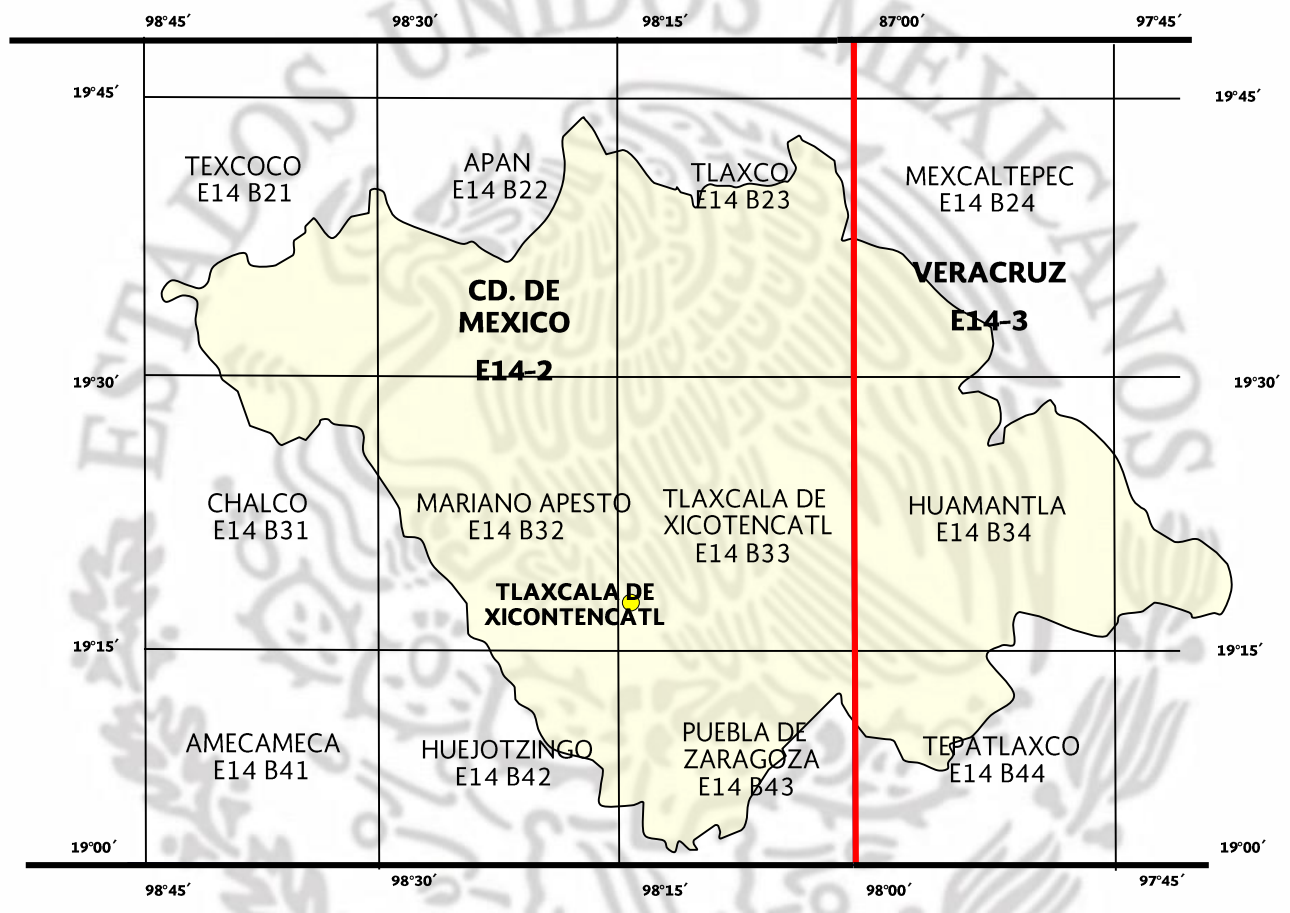 98°45′ 98°30′ 98°15′ 87°00′ 97°45′
19°45′ 19°45′
ESTADOS UNIDOS MEXICANOS
TEXCOCO
E14 B21
APAN
E14 B22
TLAXCO
E14 B23
MEXCALTEPEC
E14 B24
CD. DE
MEXICO
E14-2
VERACRUZ
E14-3
19°30′ 19°30′
CHALCO
E14 B31
MARIANO APESTO
E14 B32
TLAXCALA DE
XICOTENCATL
E14 B33
HUAMANTLA
E14 B34
TLAXCALA DE
XICONTENCATL
19°15′ 19°15′
AMECAMECA
E14 B41
HUEJOTZINGO
E14 B42
PUEBLA DE
ZARAGOZA
E14 B43
TEPATLAXCO
E14 B44
19°00′ 19°00′
98°45′ 98°30′ 98°15′ 98°00′ 97°45′